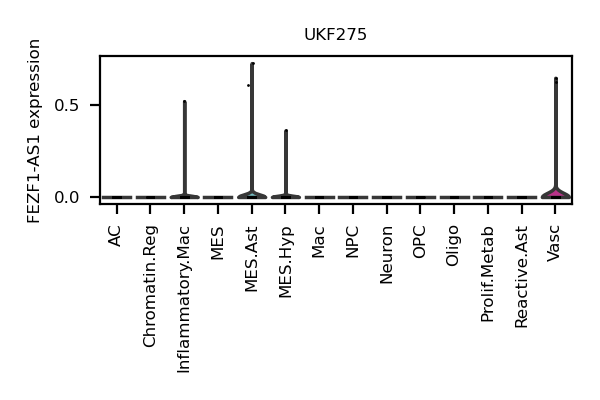 UKF275
FEZF1-AS1 expression
0.5
0.0
AC
Chromatin.Reg
Inflammatory.Mac
MES
MES.Ast
MES.Hyp
Mac
NPC
Neuron
OPC
Oligo
Prolif.Metab
Reactive.Ast
Vasc